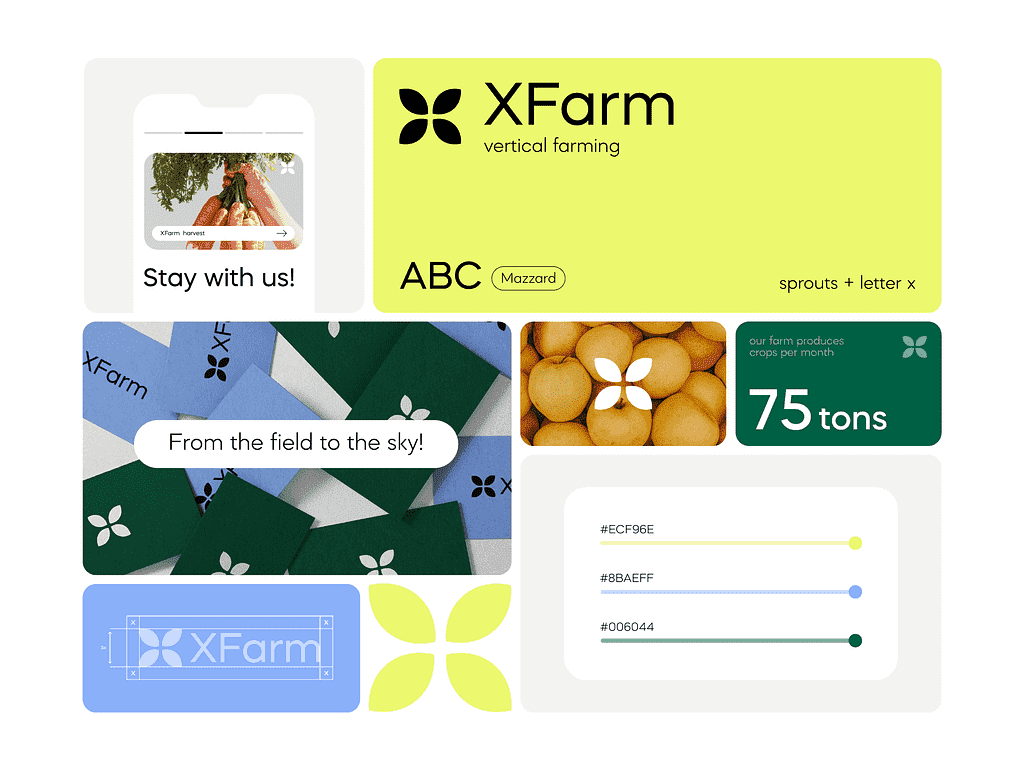 XFarm harvest
Stay with us!
XFarm
vertical farming
ABC
Mazzard
sprouts + letter x
XFarm
XF
From the field to the sky!
X
our farm produces
crops per month
75 tons
#ECF96E
#8BAEFF
#006044
x
x
XFarm
x
x